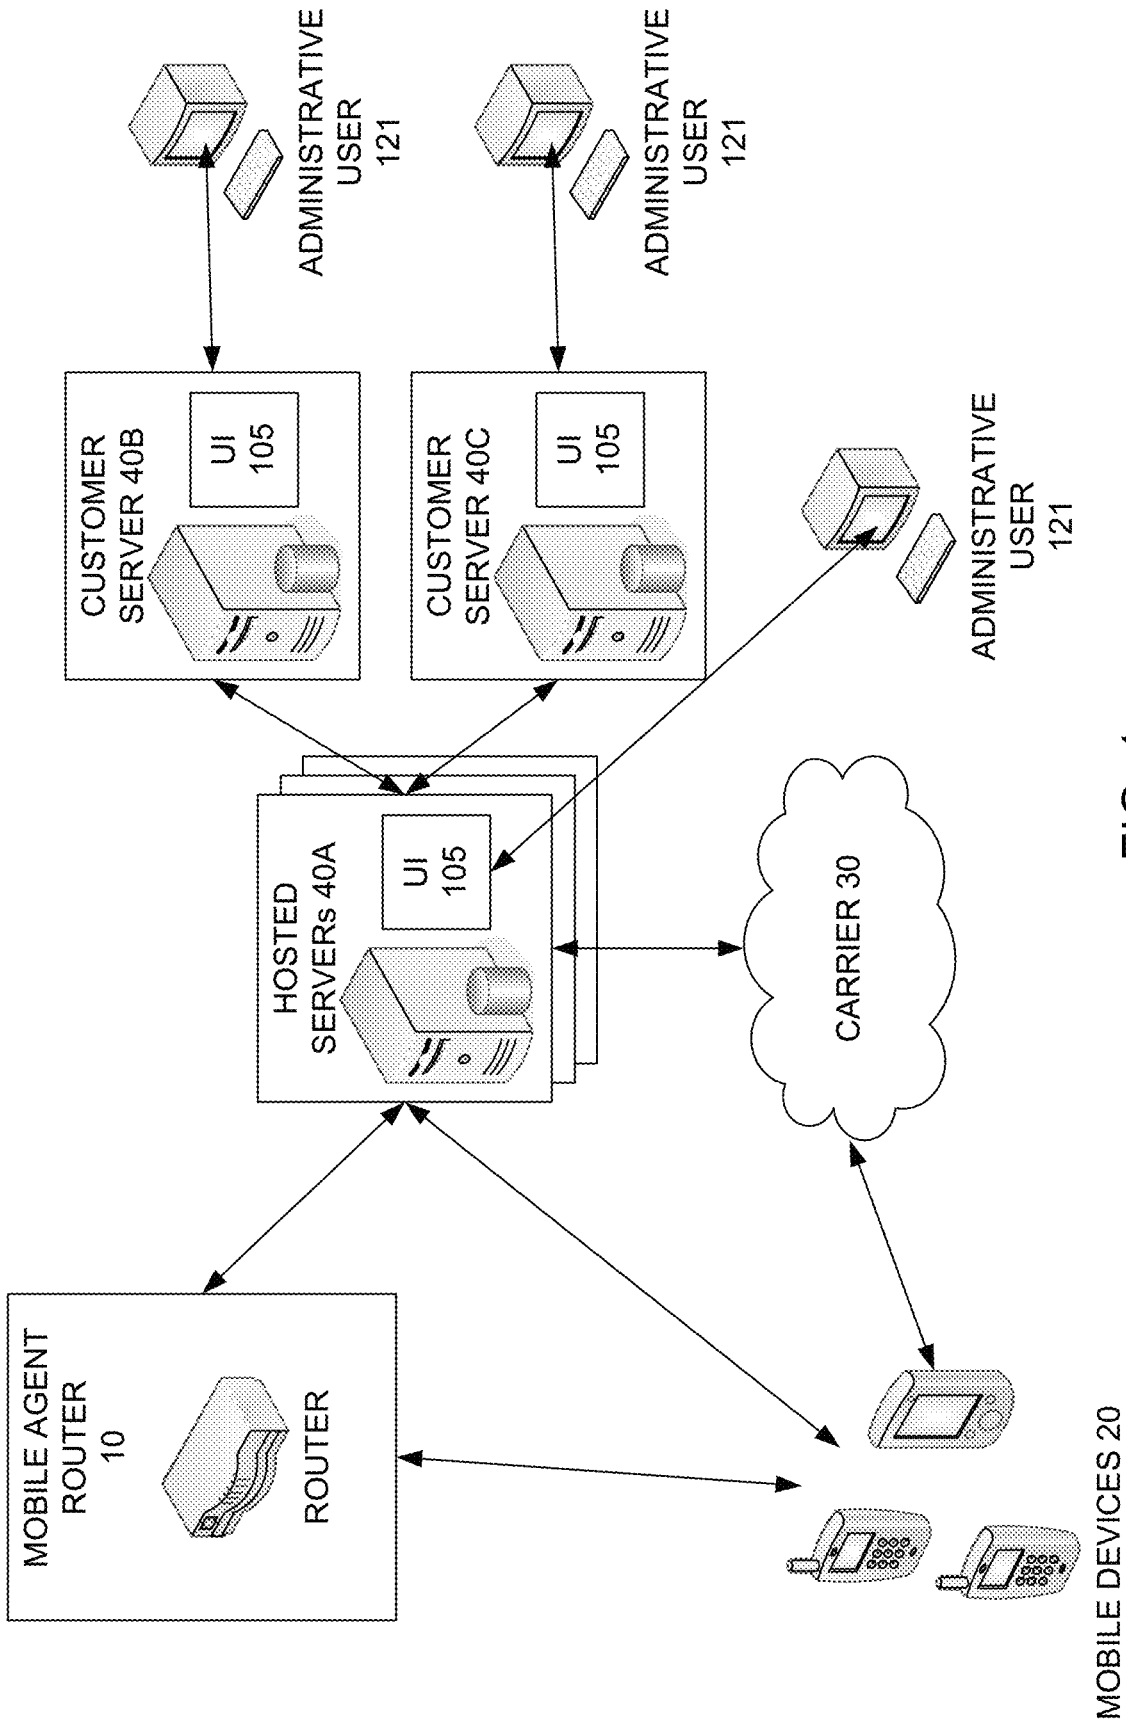 MOBILE AGENT
ROUTER
10
ROUTER
HOSTED
SERVERs 40A
UI
105
CUSTOMER
SERVER 40B
UI
105
ADMINISTRATIVE
USER
121
CUSTOMER
SERVER 40C
UI
105
ADMINISTRATIVE
USER
121
MOBILE DEVICES 20
CARRIER 30
ADMINISTRATIVE
USER
121